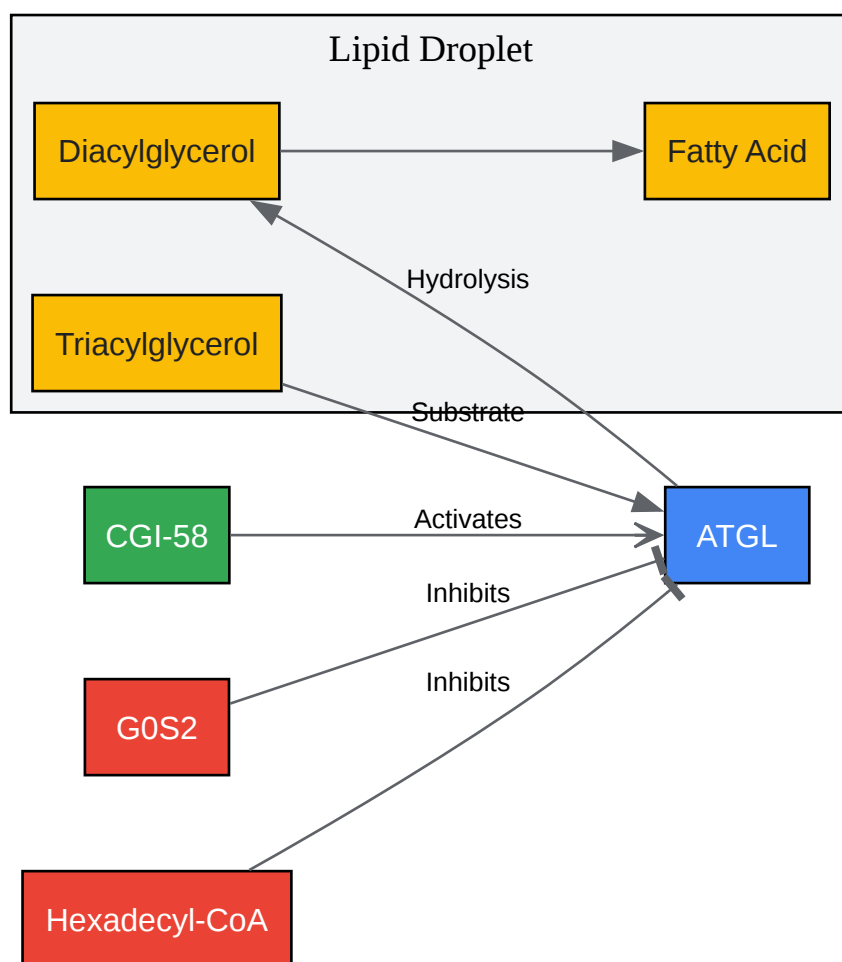 Lipid Droplet
Diacylglycerol
Fatty Acid
Hydrolysis
Triacylglycerol
Substrate
CGI-58
Activates
ATGL
Inhibits
G0S2
Inhibits
Hexadecyl-CoA